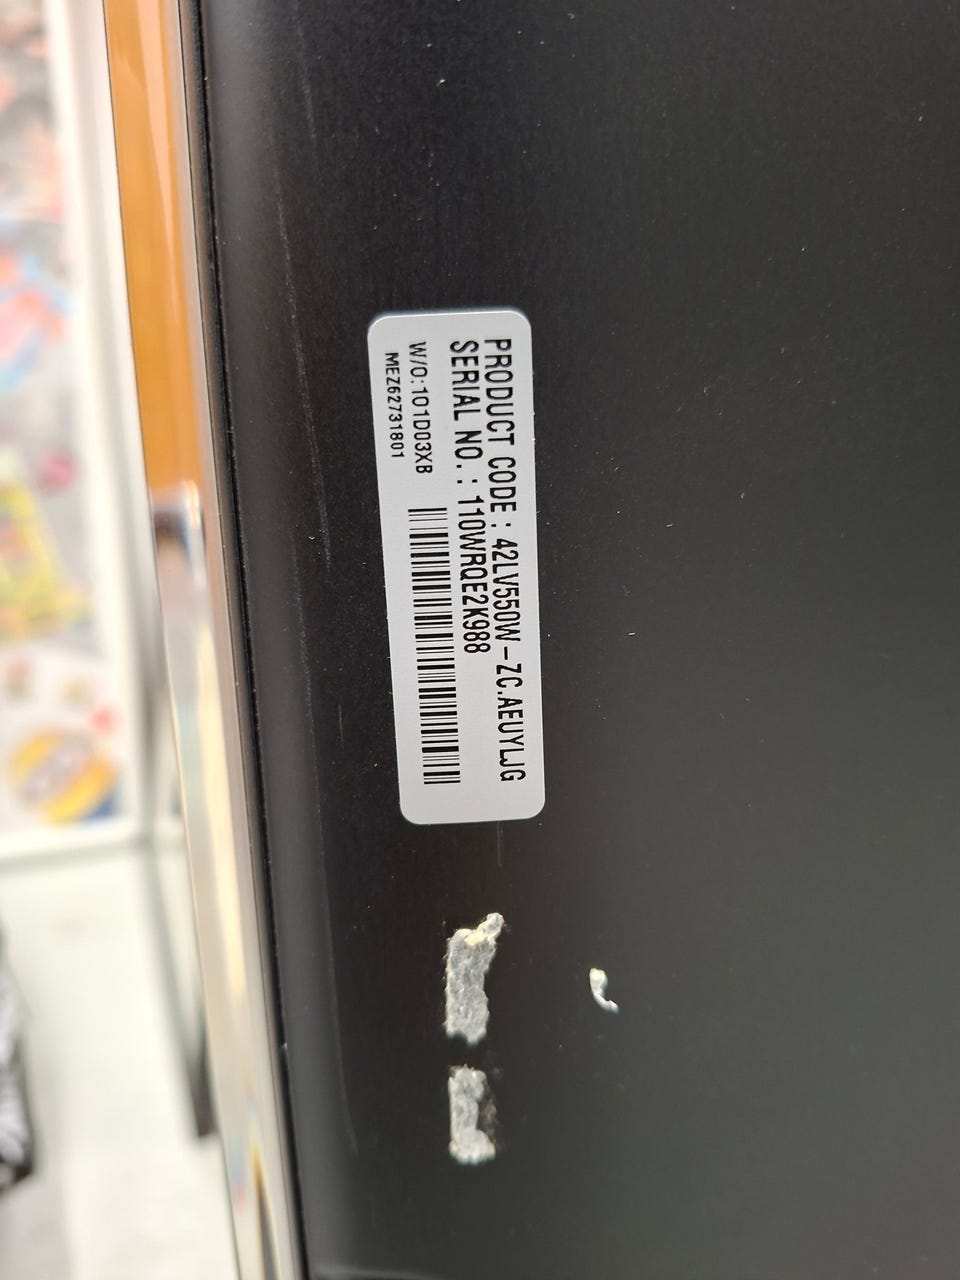 PRODUCT CODE : 42LV550W-ZC.AEUYLJG
SERIAL NO. : 110WRQE2K988
W/O:101D03XB
MEZ62731801